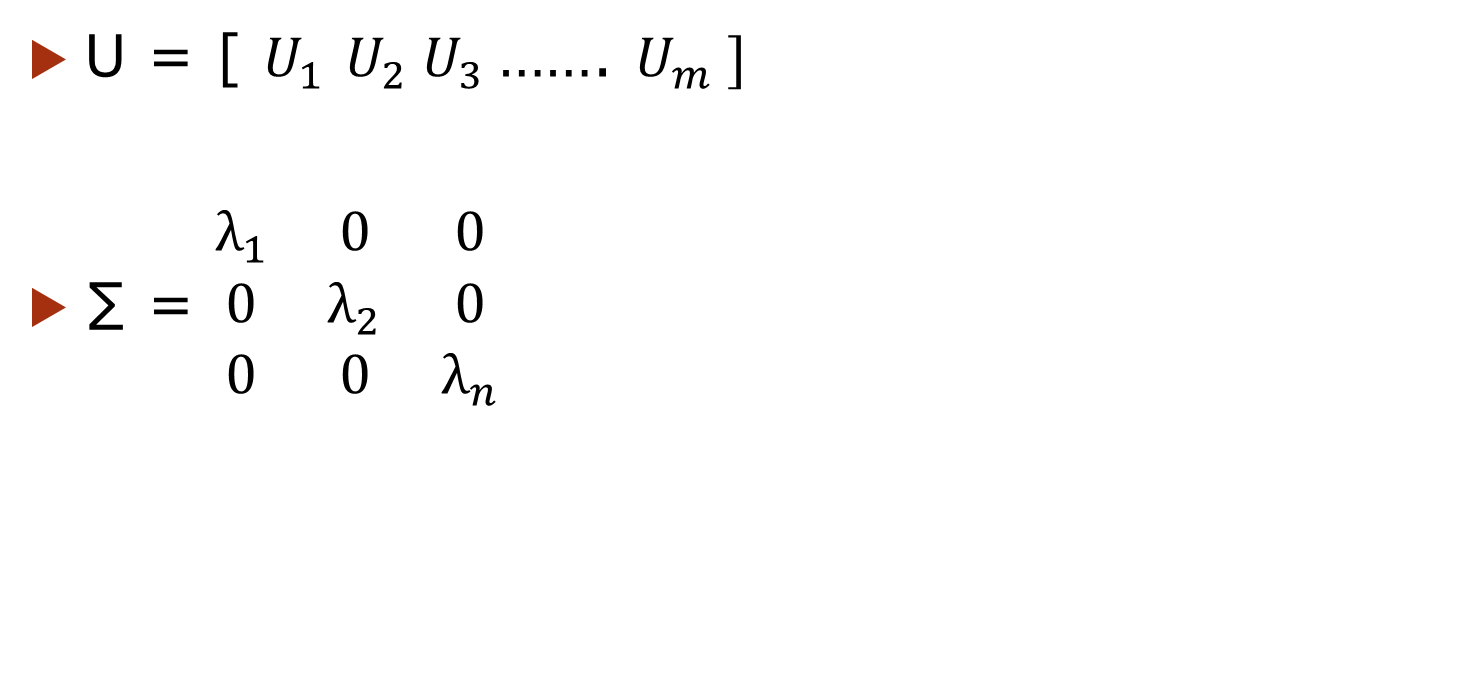 U = [ U₁ U₂ U₃ ……. Uₘ ]
λ₁ 0 0
∑ = 0 λ₂ 0
0 0 λₙ